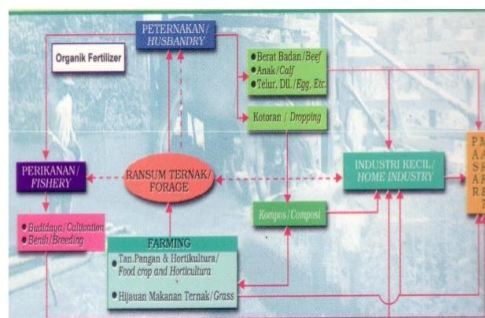 PETERNAKAN/
HUSBANDRY
Organik Fertilizer
Berat Badan/Beef
Anak/Calf
Telur, Dll./Egg, Etc.
Kotoran / Dropping
PERIKANAN/
FISHERY
RANSUM TERNAK/
FORAGE
INDUSTRI KECIL/
HOME INDUSTRY
P M
A A
S R
A K
R E
T
Budidaya/Cultivation
Benih/Breeding
Kompos/Compost
FARMING
Tan.Pangan & Hortikultura/
Food crop and Horticultura
Hijauan Makanan Ternak/Grass